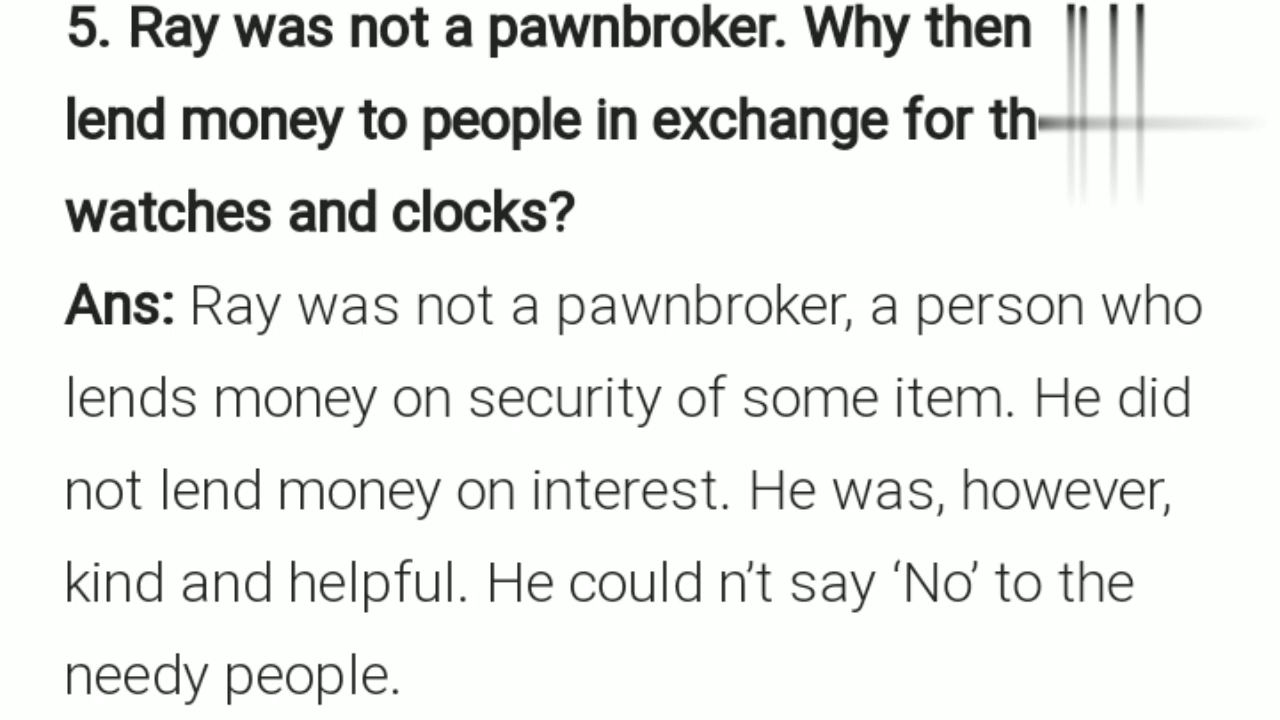 5. Ray was not a pawnbroker. Why then
lend money to people in exchange for th
watches and clocks?
Ans: Ray was not a pawnbroker, a person who
lends money on security of some item. He did
not lend money on interest. He was, however,
kind and helpful. He could n’t say ‘No’ to the
needy people.